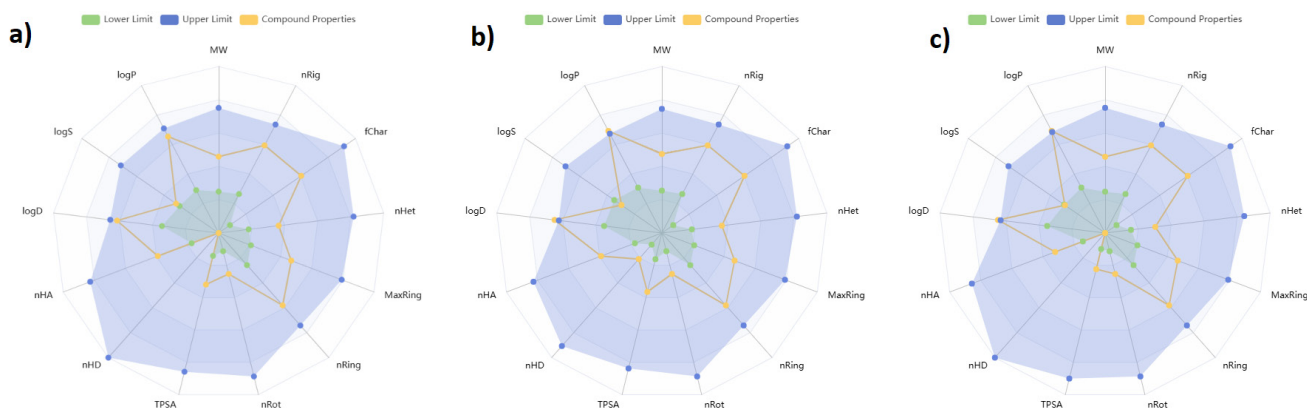 Lower Limit Upper Limit Compound Properties
a)
MW
nRig
fChar
nHet
MaxRing
nRing
nRot
TPSA
nHD
nHA
logD
logS
logP
Lower Limit Upper Limit Compound Properties
b)
MW
nRig
fChar
nHet
MaxRing
nRing
nRot
TPSA
nHD
nHA
logD
logS
logP
Lower Limit Upper Limit Compound Properties
c)
MW
nRig
fChar
nHet
MaxRing
nRing
nRot
TPSA
nHD
nHA
logD
logS
logP